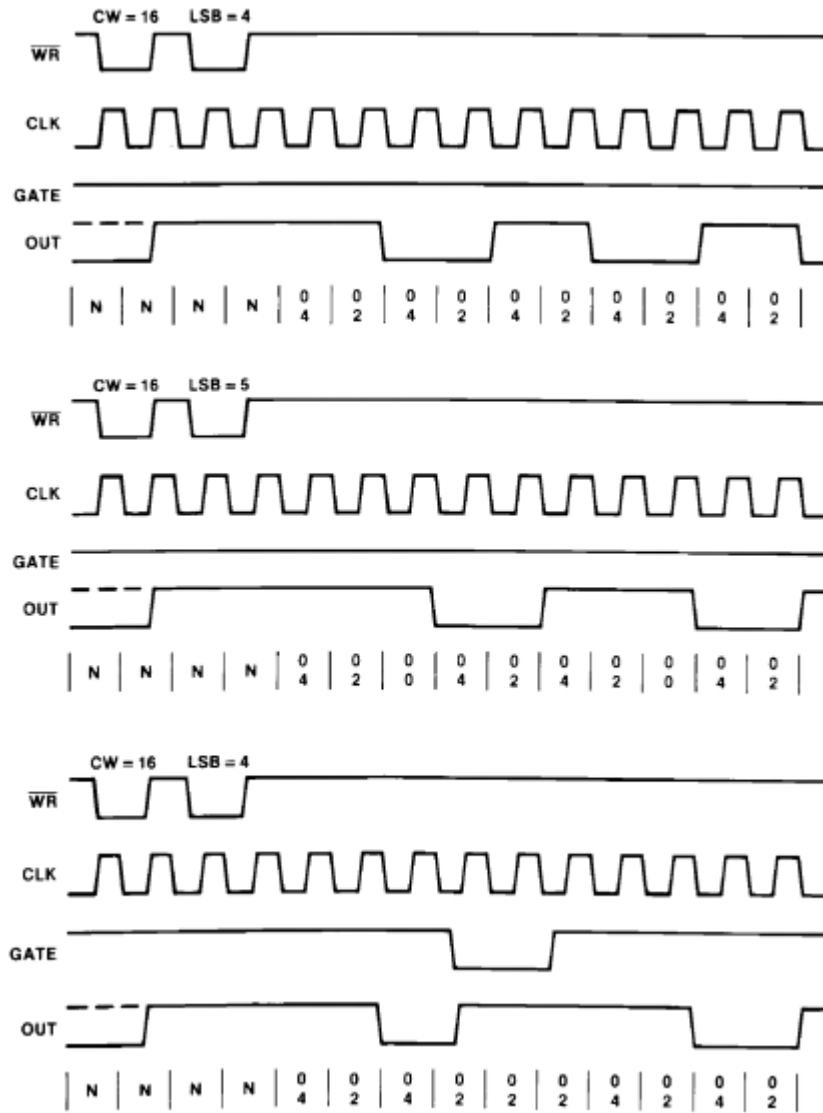 CW = 16 LSB = 4
WR
CLK
GATE
OUT
N N N N 0 0 0 0 0 0 0 0 0 0
4 2 4 2 4 2 4 2 4 2
CW = 16 LSB = 5
WR
CLK
GATE
OUT
N N N N 0 0 0 0 0 0 0 0 0 0
4 2 0 4 2 4 2 0 4 2
CW = 16 LSB = 4
WR
CLK
GATE
OUT
N N N N 0 0 0 0 0 0 0 0 0 0
4 2 4 2 2 2 4 2 4 2